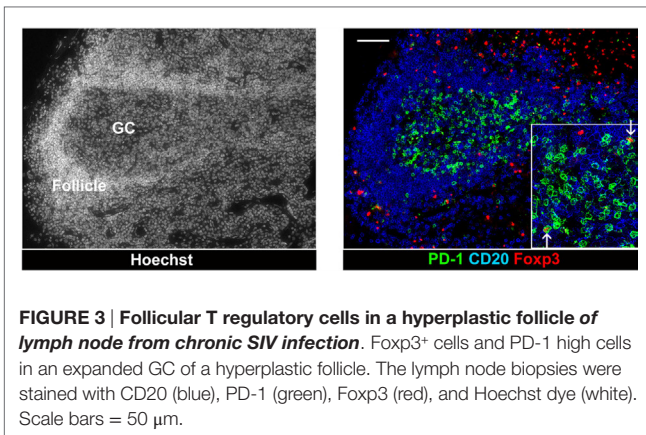 GC
Follicle
Hoechst
PD-1 CD20 Foxp3
FIGURE 3 | Follicular T regulatory cells in a hyperplastic follicle of
lymph node from chronic SIV infection. Foxp3⁺ cells and PD-1 high cells
in an expanded GC of a hyperplastic follicle. The lymph node biopsies were
stained with CD20 (blue), PD-1 (green), Foxp3 (red), and Hoechst dye (white).
Scale bars = 50 μm.